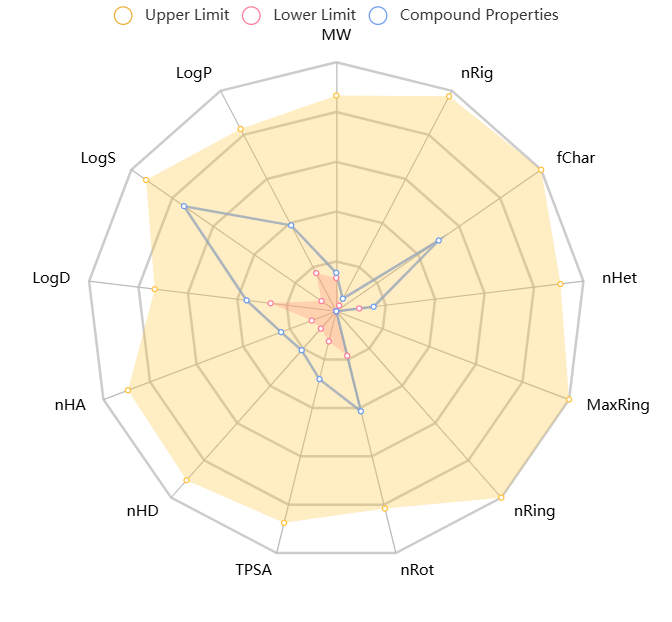 Upper Limit Lower Limit Compound Properties
MW
LogP nRig
LogS fChar
LogD nHet
nHA MaxRing
nHD nRing
TPSA nRot